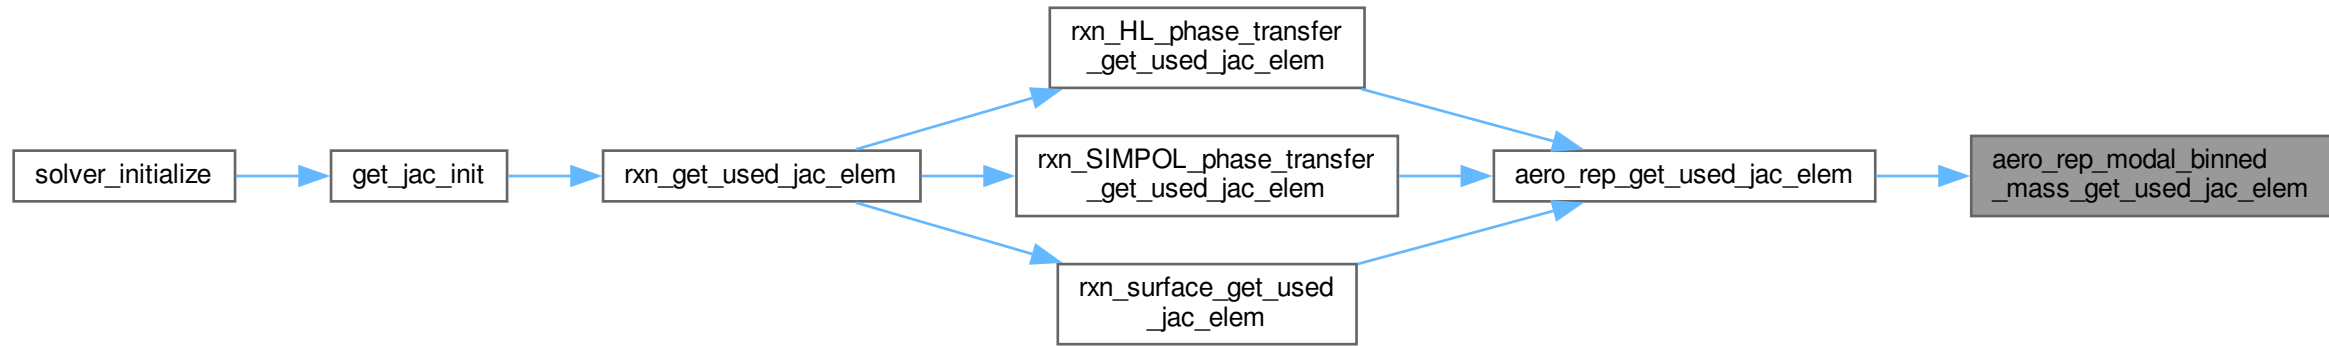 solver_initialize
get_jac_init
rxn_get_used_jac_elem
rxn_HL_phase_transfer
_get_used_jac_elem
rxn_SIMPOL_phase_transfer
_get_used_jac_elem
rxn_surface_get_used
_jac_elem
aero_rep_get_used_jac_elem
aero_rep_modal_binned
_mass_get_used_jac_elem